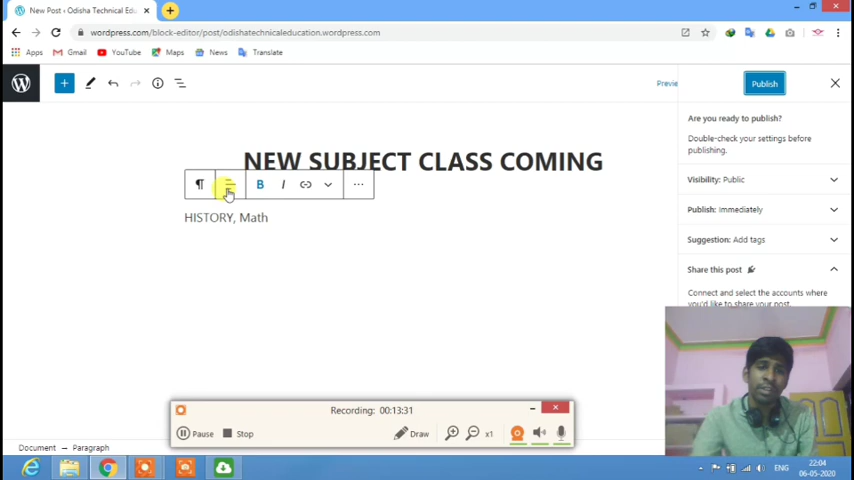 New Post ‹ Odisha Technical Edu
wordpress.com/block-editor/post/odishatechnicaleducation.wordpress.com
Apps Gmail YouTube Maps News Translate
Previe
Publish
Are you ready to publish?
Double-check your settings before
publishing.
NEW SUBJECT CLASS COMING
Visibility: Public
B I
HISTORY, Math
Publish: Immediately
Suggestion: Add tags
Share this post
Connect and select the accounts where
you'd like to share your post.
Recording: 00:13:31
Pause Stop Draw x1
Document → Paragraph
ENG
22:04
06-05-2020